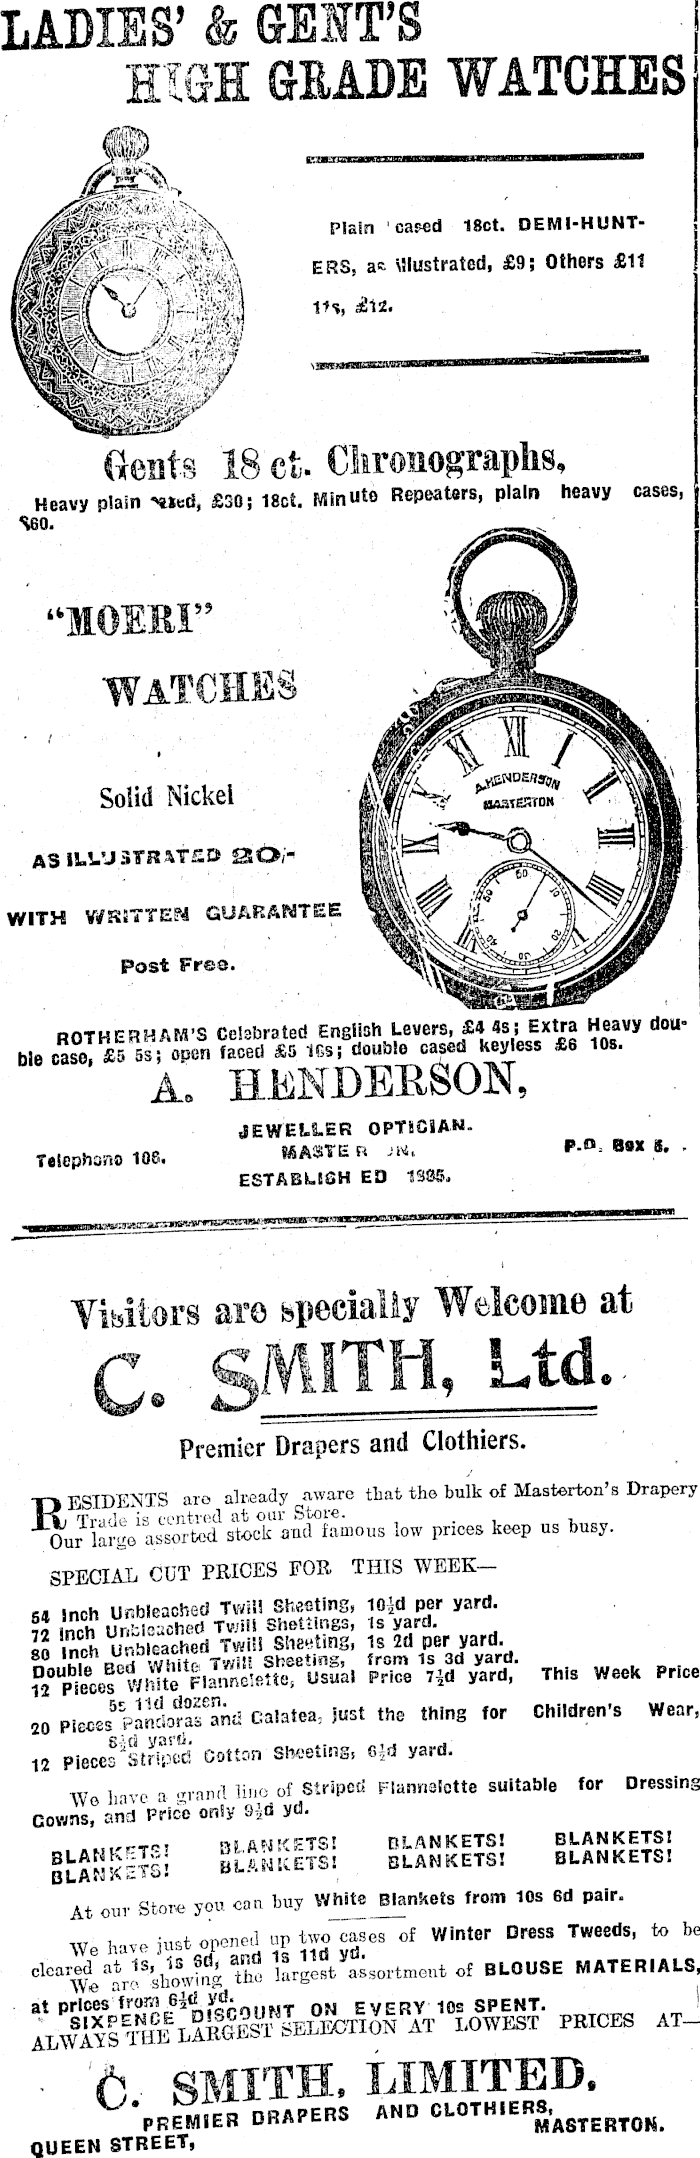 LADIES' & GENT'S
HIGH GRADE WATCHES
Plain cased 18ct. DEMI-HUNT-
ERS, as illustrated, £9; Others £11
11s, £12.
Gents 18 ct. Chronographs,
Heavy plain cased, £30; 18ct. Minute Repeaters, plain heavy cases,
£60.
"MOERI"
WATCHES
Solid Nickel
AS ILLUSTRATED 20/-
WITH WRITTEN GUARANTEE
Post Free.
A. HENDERSON
MASTERTON
ROTHERHAM'S Celebrated English Levers, £4 4s; Extra Heavy dou-
ble case, £5 5s; open faced £5 10s; double cased keyless £6 10s.
A. HENDERSON,
JEWELLER OPTICIAN.
Telephone 106. MASTERTON. P.O. Box 5.
ESTABLISHED 1885.
Visitors are specially Welcome at
C. SMITH, Ltd.
Premier Drapers and Clothiers.
RESIDENTS are already aware that the bulk of Masterton's Drapery
Trade is centred at our Store.
Our large assorted stock and famous low prices keep us busy.
SPECIAL CUT PRICES FOR THIS WEEK—
54 Inch Unbleached Twill Sheeting, 10½d per yard.
72 Inch Unbleached Twill Shettings, 1s yard.
80 Inch Unbleached Twill Sheeting, 1s 2d per yard.
Double Bed White Twill Sheeting, from 1s 3d yard.
12 Pieces White Flannelette, Usual Price 7½d yard, This Week Price
5s 11d dozen.
20 Pieces Pandoras and Galatea, just the thing for Children's Wear,
8½d yard.
12 Pieces Striped Cotton Sheeting, 6½d yard.
We have a grand line of Striped Flannelette suitable for Dressing
Gowns, and Price only 9½d yd.
BLANKETS! BLANKETS! BLANKETS! BLANKETS!
BLANKETS! BLANKETS! BLANKETS! BLANKETS!
At our Store you can buy White Blankets from 10s 6d pair.
We have just opened up two cases of Winter Dress Tweeds, to be
cleared at 1s, 1s 6d, and 1s 11d yd.
We are showing the largest assortment of BLOUSE MATERIALS,
at prices from 6½d yd.
SIXPENCE DISCOUNT ON EVERY 10s SPENT.
ALWAYS THE LARGEST SELECTION AT LOWEST PRICES AT—
C. SMITH, LIMITED,
PREMIER DRAPERS AND CLOTHIERS,
QUEEN STREET, MASTERTON.